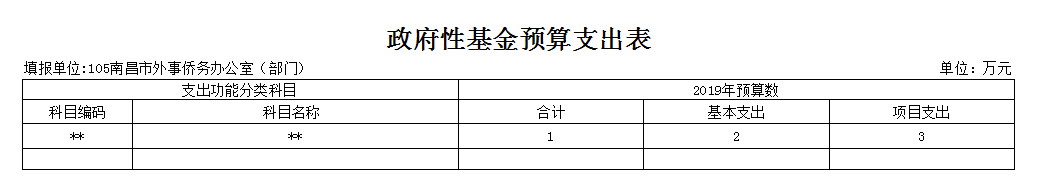 政府性基金预算支出表
填报单位:105南昌市外事侨务办公室（部门） 单位：万元
支出功能分类科目 2019年预算数
科目编码 科目名称 合计 基本支出 项目支出
** ** 1 2 3